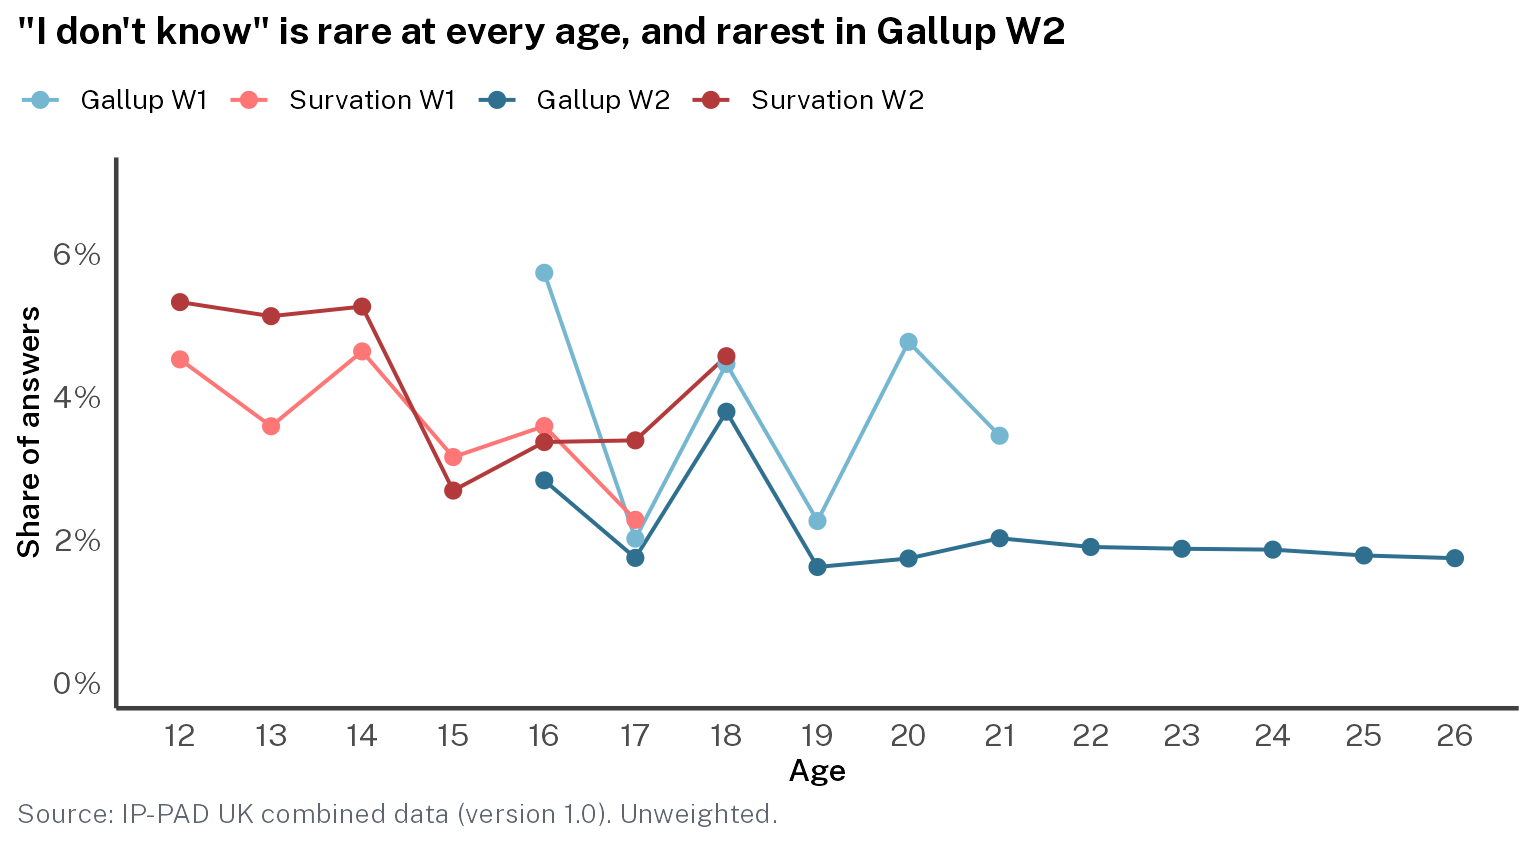 "I don't know" is rare at every age, and rarest in Gallup W2
Gallup W1 Survation W1 Gallup W2 Survation W2
6%
4%
2%
0%
Share of answers
12 13 14 15 16 17 18 19 20 21 22 23 24 25 26
Age
Source: IP-PAD UK combined data (version 1.0). Unweighted.